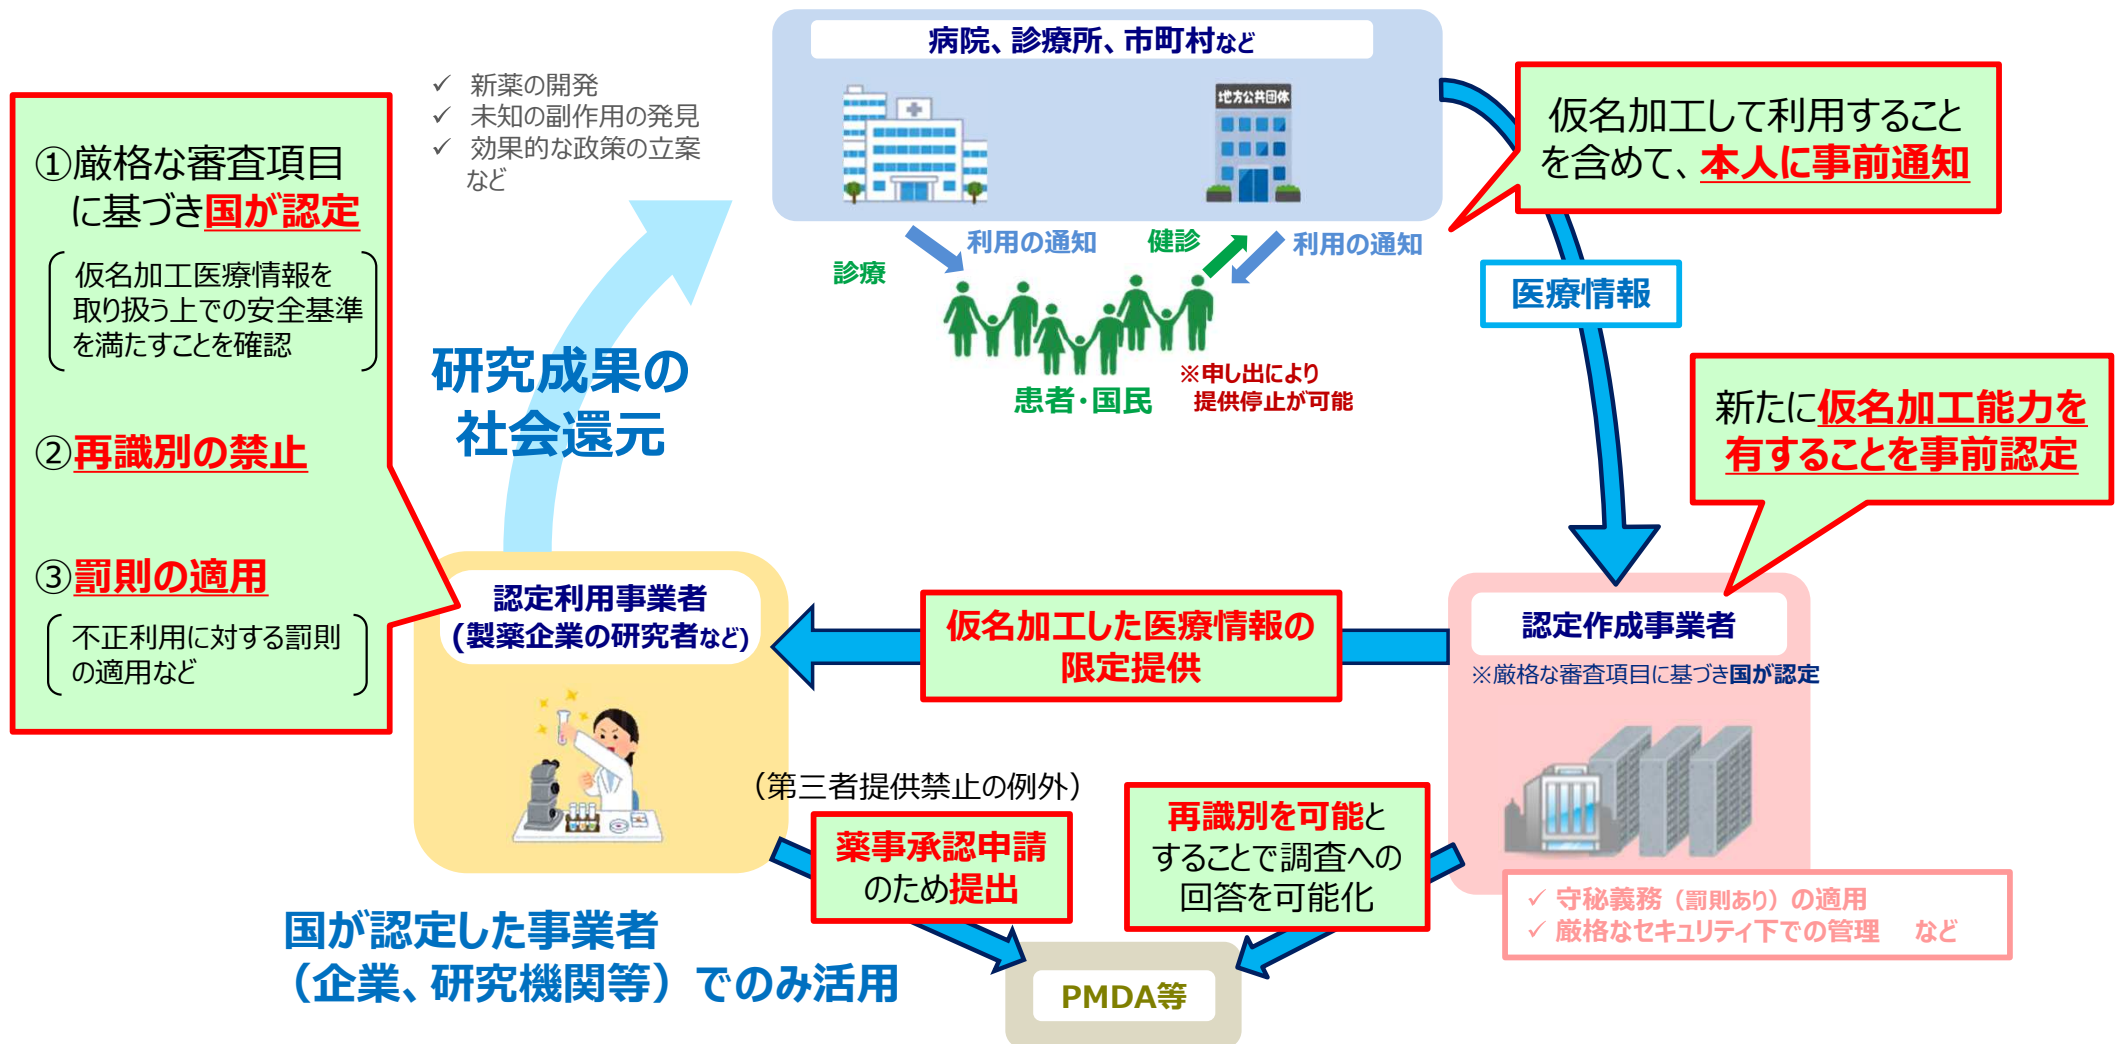 病院、診療所、市町村など
地方公共団体
✓ 新薬の開発
✓ 未知の副作用の発見
✓ 効果的な政策の立案
など
仮名加工して利用すること
を含めて、本人に事前通知
①厳格な審査項目
に基づき国が認定
仮名加工医療情報を
取り扱う上での安全基準
を満たすことを確認
②再識別の禁止
③罰則の適用
不正利用に対する罰則
の適用など
診療
利用の通知
健診
利用の通知
患者・国民
※申し出により
提供停止が可能
医療情報
研究成果の
社会還元
新たに仮名加工能力を
有することを事前認定
認定利用事業者
(製薬企業の研究者など)
仮名加工した医療情報の
限定提供
認定作成事業者
※厳格な審査項目に基づき国が認定
（第三者提供禁止の例外）
薬事承認申請
のため提出
再識別を可能と
することで調査への
回答を可能化
✓ 守秘義務（罰則あり）の適用
✓ 厳格なセキュリティ下での管理 など
国が認定した事業者
（企業、研究機関等）でのみ活用
PMDA等